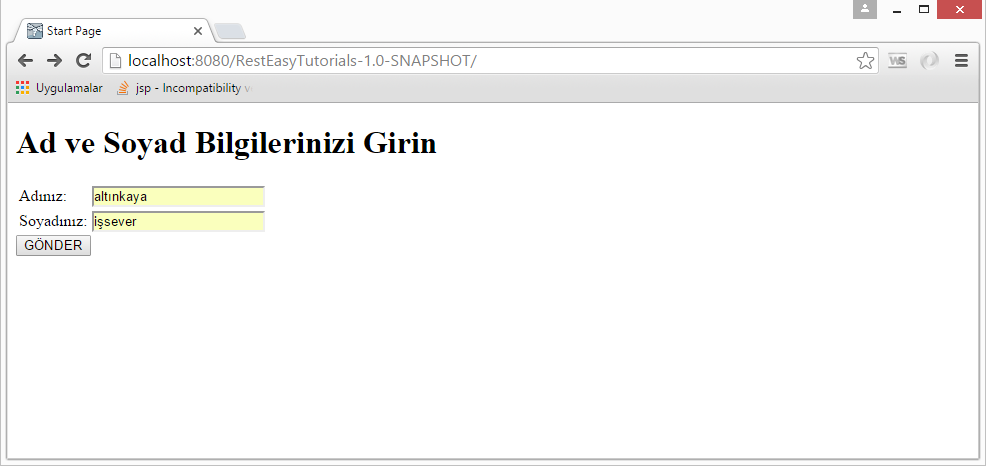 Start Page
localhost:8080/RestEasyTutorials-1.0-SNAPSHOT/
Uygulamalar jsp - Incompatibility
Ad ve Soyad Bilgilerinizi Girin
Adınız: altınkaya
Soyadınız: işsever
GÖNDER